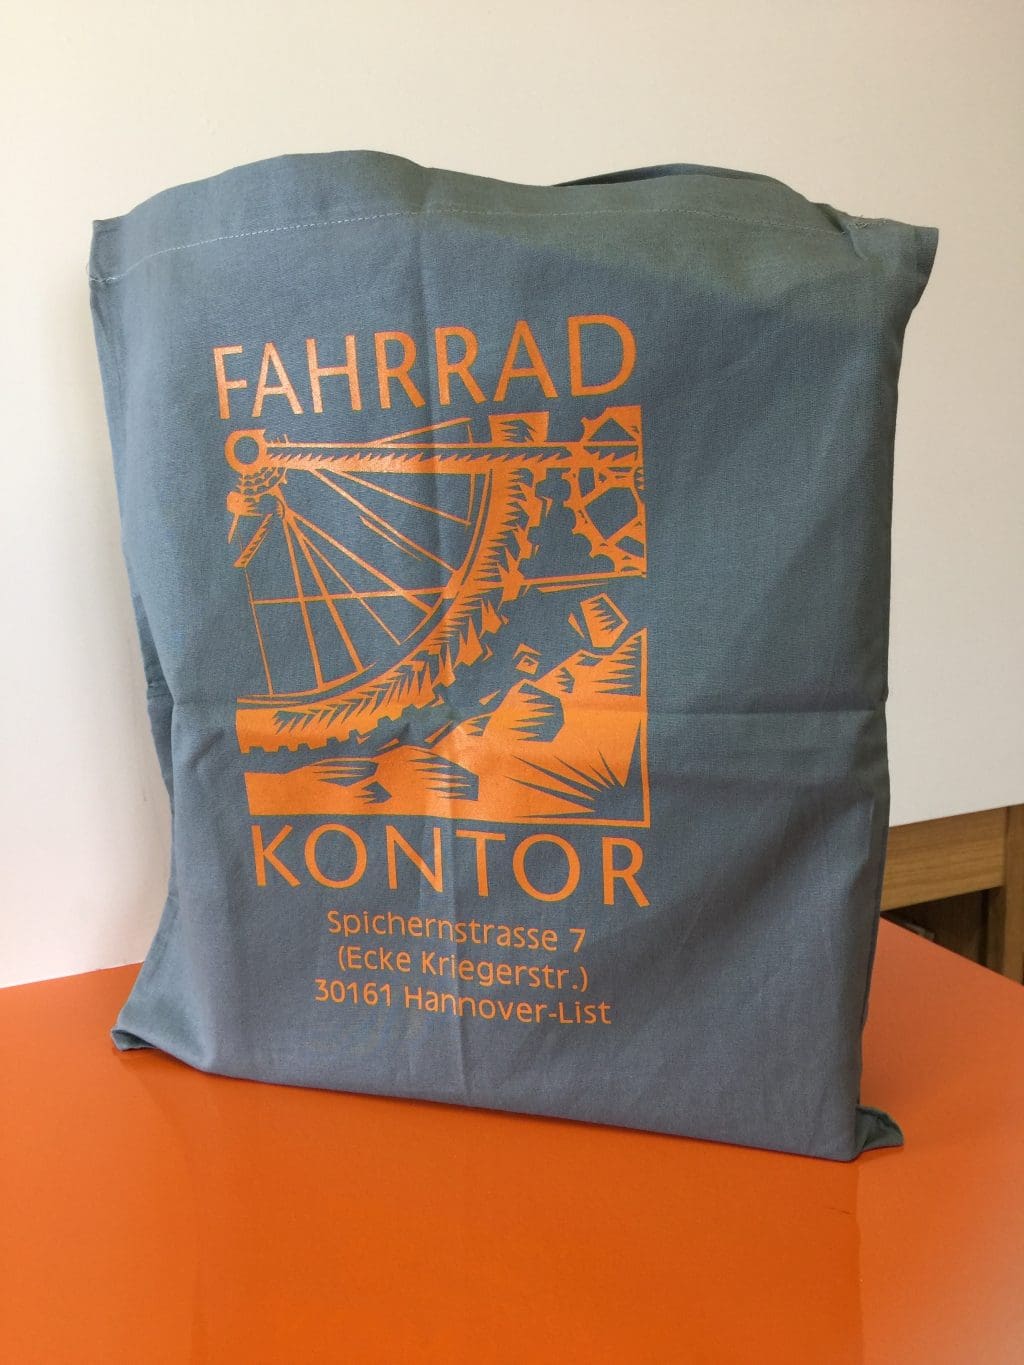 FAHRRAD
KONTOR
Spichernstrasse 7
(Ecke Kriegerstr.)
30161 Hannover-List